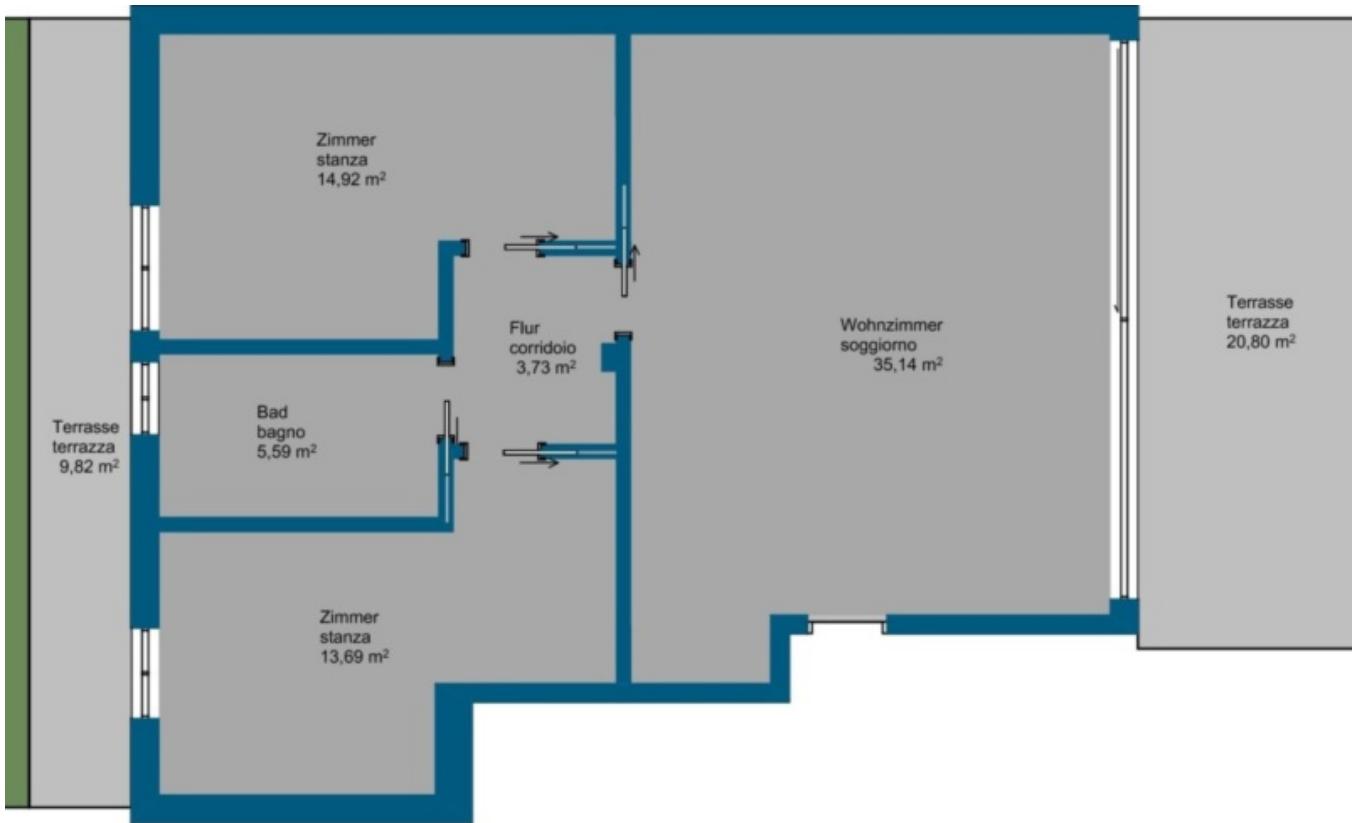 Zimmer
stanza
14,92 m²
Flur
corridoio
3,73 m²
Wohnzimmer
soggiorno
35,14 m²
Terrasse
terrazza
20,80 m²
Bad
bagno
5,59 m²
Terrasse
terrazza
9,82 m²
Zimmer
stanza
13,69 m²